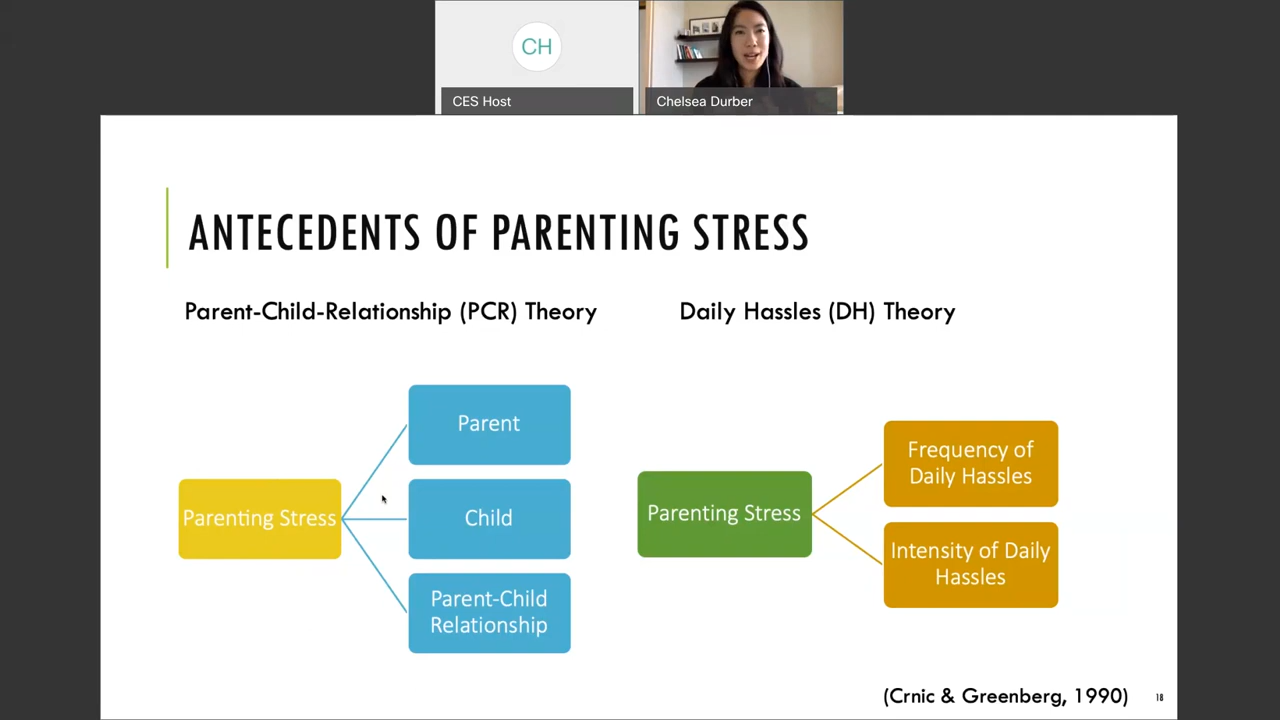 CH
CES Host
Chelsea Durber
ANTECEDENTS OF PARENTING STRESS
Parent-Child-Relationship (PCR) Theory
Daily Hassles (DH) Theory
Parenting Stress
Parent
Child
Parent-Child
Relationship
Parenting Stress
Frequency of
Daily Hassles
Intensity of Daily
Hassles
(Crnic & Greenberg, 1990)
18